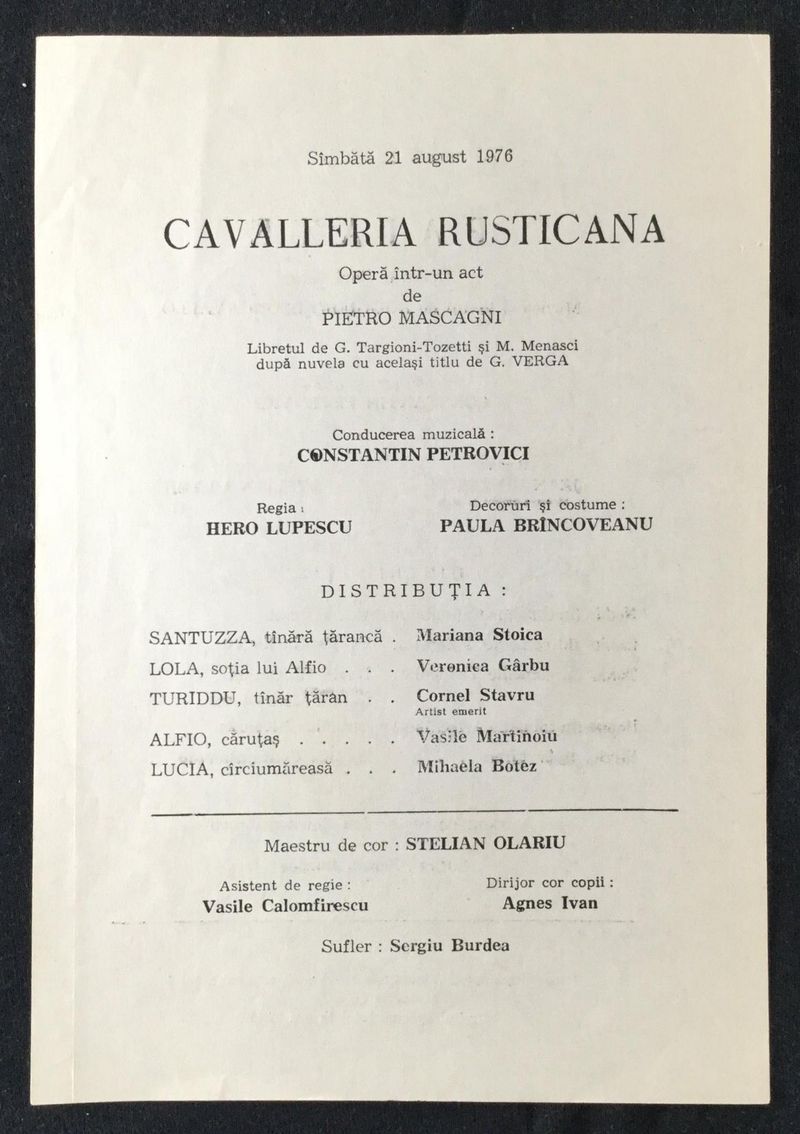 Sîmbătă 21 august 1976
CAVALLERIA RUSTICANA
Operă într-un act
de
PIETRO MASCAGNI
Libretul de G. Targioni-Tozetti şi M. Menasci
după nuvela cu acelaşi titlu de G. VERGA
Conducerea muzicală :
CONSTANTIN PETROVICI
Regia :
HERO LUPESCU
Decoruri şi costume :
PAULA BRÎNCOVEANU
DISTRIBUŢIA :
SANTUZZA, tînără ţărancă . Mariana Stoica
LOLA, soţia lui Alfio . . . Veronica Gârbu
TURIDDU, tînăr ţăran . . Cornel Stavru
Artist emerit
ALFIO, căruţaş . . . . . Vasile Martinoiu
LUCIA, cîrciumăreasă . . . Mihaela Botez
Maestru de cor : STELIAN OLARIU
Asistent de regie :
Vasile Calomfirescu
Dirijor cor copii :
Agnes Ivan
Sufler : Sergiu Burdea